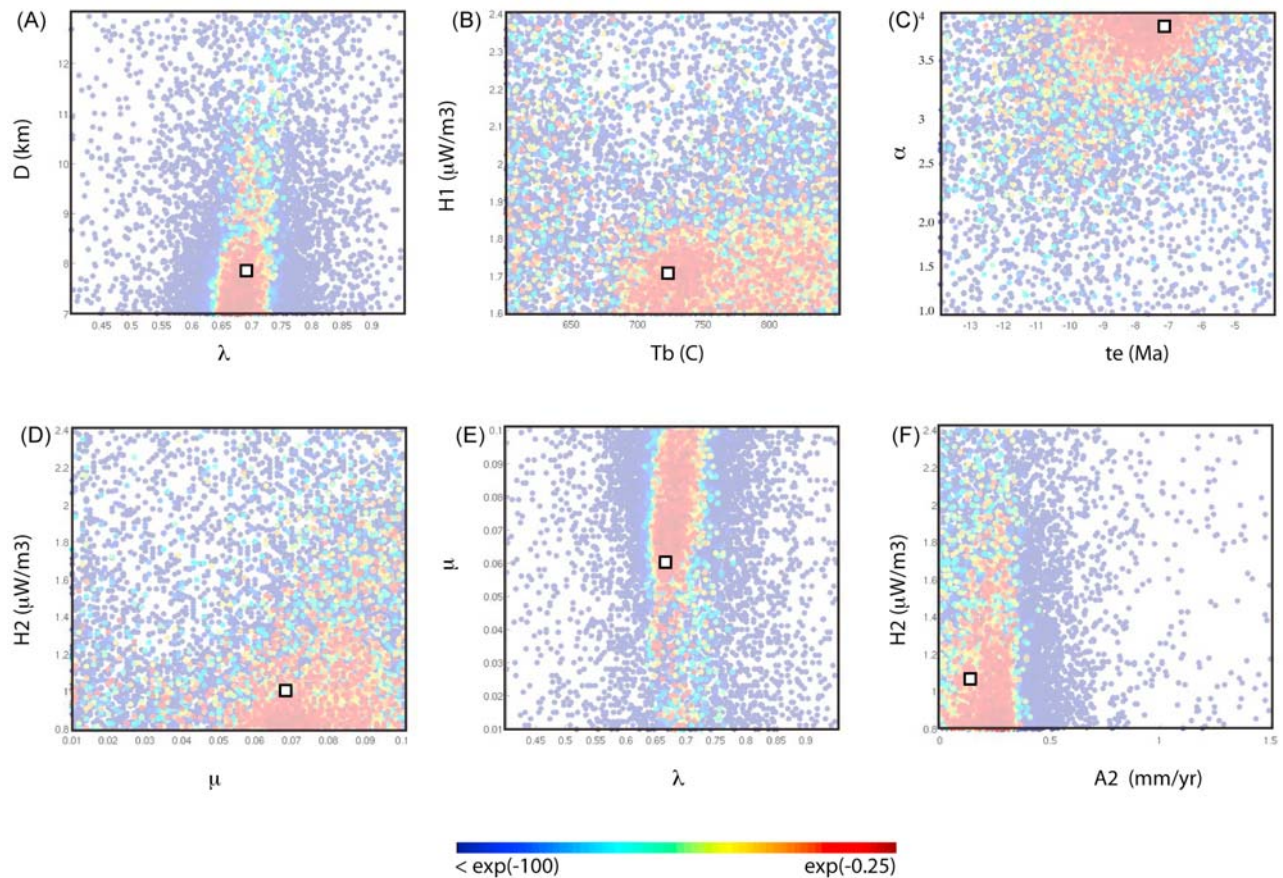 (A)
12
11
D (km)
10
9
8
7
0.45 0.5 0.55 0.6 0.65 0.7 0.75 0.8 0.85 0.9
λ
(B)
2.4
2.3
2.2
2.1
H1 (μW/m3)
2
1.9
1.8
1.7
1.6
650 700 750 800
Tb (C)
(C)
4
3.5
3
α
2.5
2.0
1.5
1.0
-13 -12 -11 -10 -9 -8 -7 -6 -5
te (Ma)
(D)
2.4
2.2
2
1.8
H2 (μW/m3)
1.6
1.4
1.2
1
0.8
0.01 0.02 0.03 0.04 0.05 0.06 0.07 0.08 0.09 0.1
μ
(E)
0.1
0.09
0.08
0.07
μ
0.06
0.05
0.04
0.03
0.02
0.01
0.45 0.5 0.55 0.6 0.65 0.7 0.75 0.8 0.85 0.9
λ
(F)
2.4
2.2
2
1.8
H2 (μW/m3)
1.6
1.4
1.2
1
0.8
0 0.5 1 1.5
A2 (mm/yr)
< exp(-100) exp(-0.25)